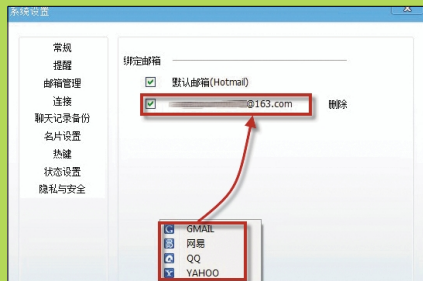 系统设置
常规
提醒
邮箱管理
连接
聊天记录备份
名片设置
热键
状态设置
隐私与安全
绑定邮箱
默认邮箱(Hotmail)
@163.com 删除
GMAIL
网易
QQ
YAHOO